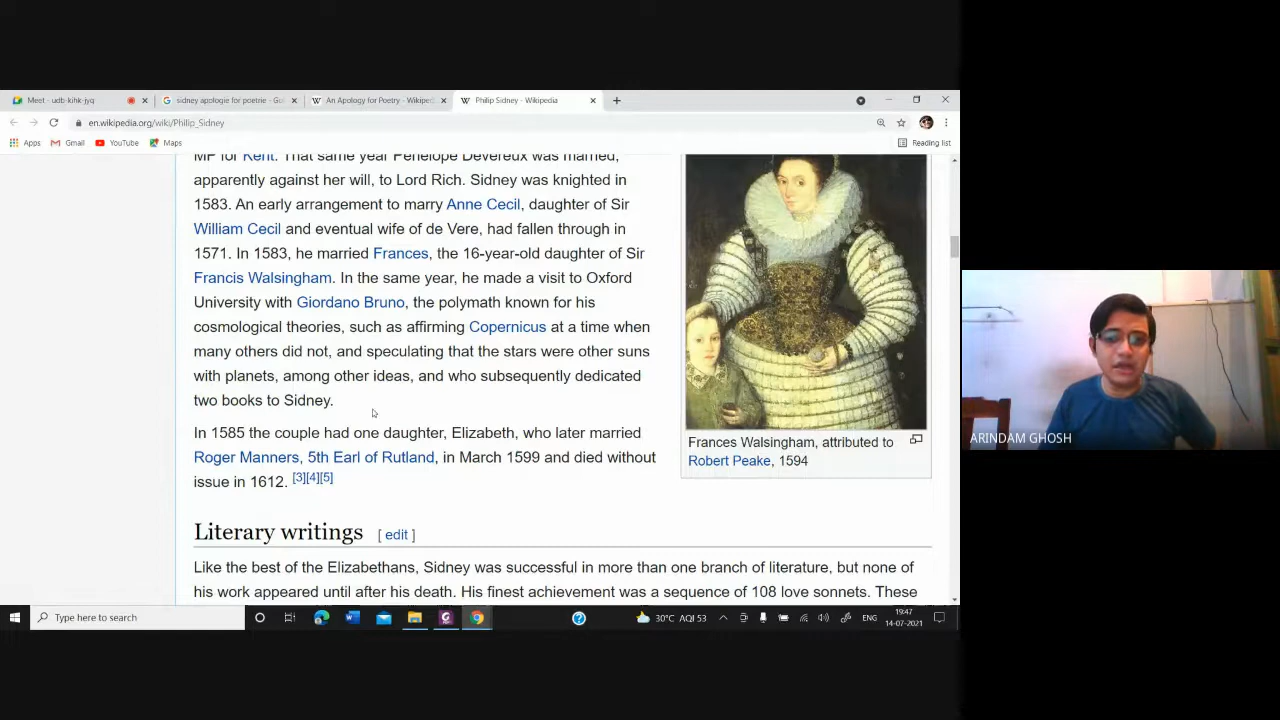 Meet - udb-kihk-jyq
sidney apologie for poetrie - Go
An Apology for Poetry - Wikiped
Philip Sidney - Wikipedia
en.wikipedia.org/wiki/Philip_Sidney
Apps Gmail YouTube Maps Reading list
MP for Kent. That same year Penelope Devereux was married,
apparently against her will, to Lord Rich. Sidney was knighted in
1583. An early arrangement to marry Anne Cecil, daughter of Sir
William Cecil and eventual wife of de Vere, had fallen through in
1571. In 1583, he married Frances, the 16-year-old daughter of Sir
Francis Walsingham. In the same year, he made a visit to Oxford
University with Giordano Bruno, the polymath known for his
cosmological theories, such as affirming Copernicus at a time when
many others did not, and speculating that the stars were other suns
with planets, among other ideas, and who subsequently dedicated
two books to Sidney.
In 1585 the couple had one daughter, Elizabeth, who later married
Roger Manners, 5th Earl of Rutland, in March 1599 and died without
issue in 1612. [3][4][5]
Frances Walsingham, attributed to
Robert Peake, 1594
Literary writings [ edit ]
Like the best of the Elizabethans, Sidney was successful in more than one branch of literature, but none of
his work appeared until after his death. His finest achievement was a sequence of 108 love sonnets. These
Type here to search
30°C AQI 53
ENG
19:47
14-07-2021
ARINDAM GHOSH